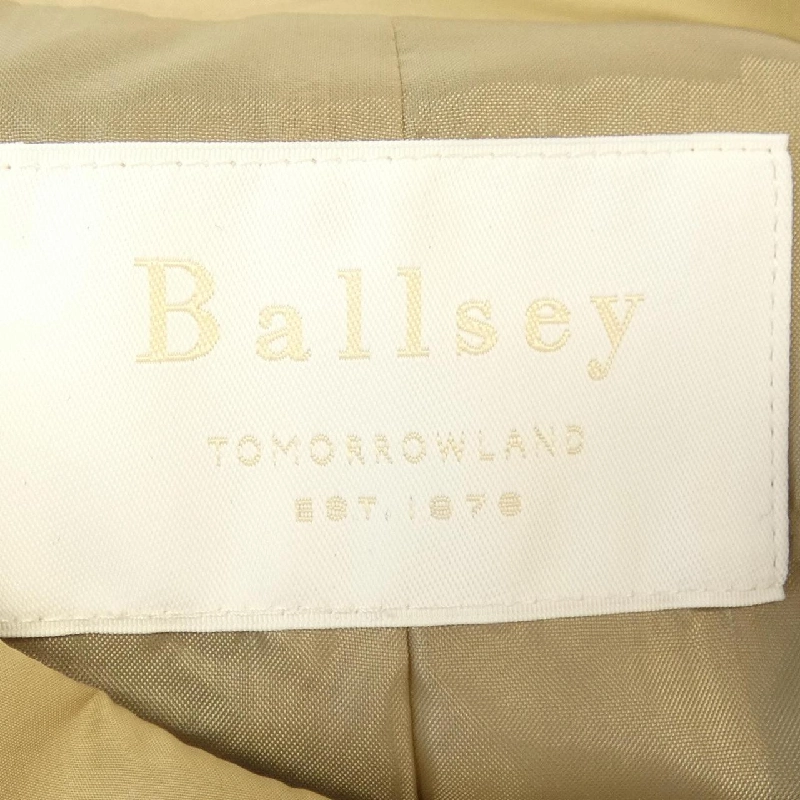 Ballsey
TOMORROWLAND
EST. 1978